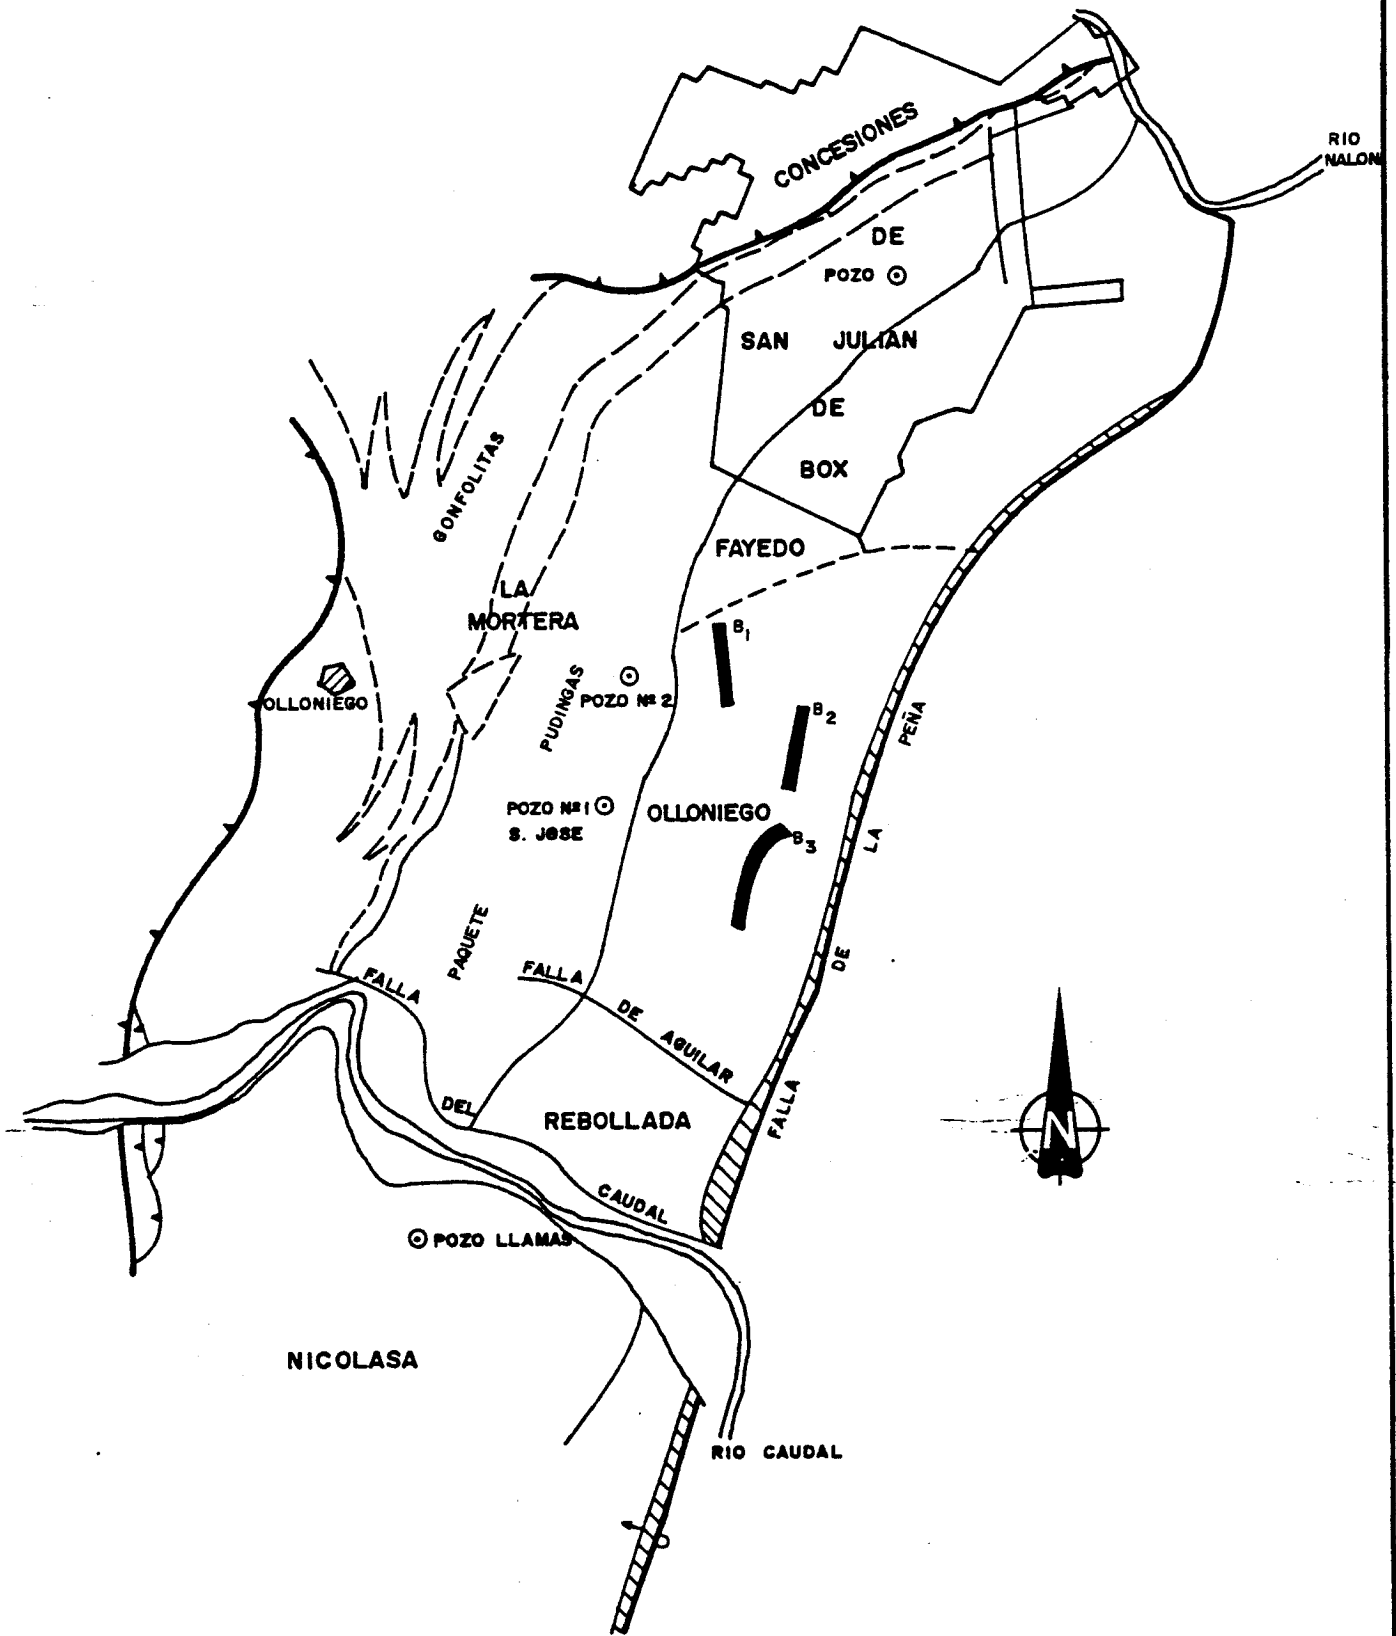 RIO
NALON
CONCESIONES
DE
POZO
SAN JULIAN
DE
BOX
GONFOLITAS
FAYEDO
LA
MORTERA
B1
OLLONIEGO
PUDINGAS
POZO Nº 2
B2
PEÑA
POZO Nº 1
S. JOSE
OLLONIEGO
B3
LA
PAQUETE
DE
FALLA
FALLA
DE
AGUILAR
DEL
REBOLLADA
FALLA
N
CAUDAL
POZO LLAMAS
NICOLASA
RIO CAUDAL